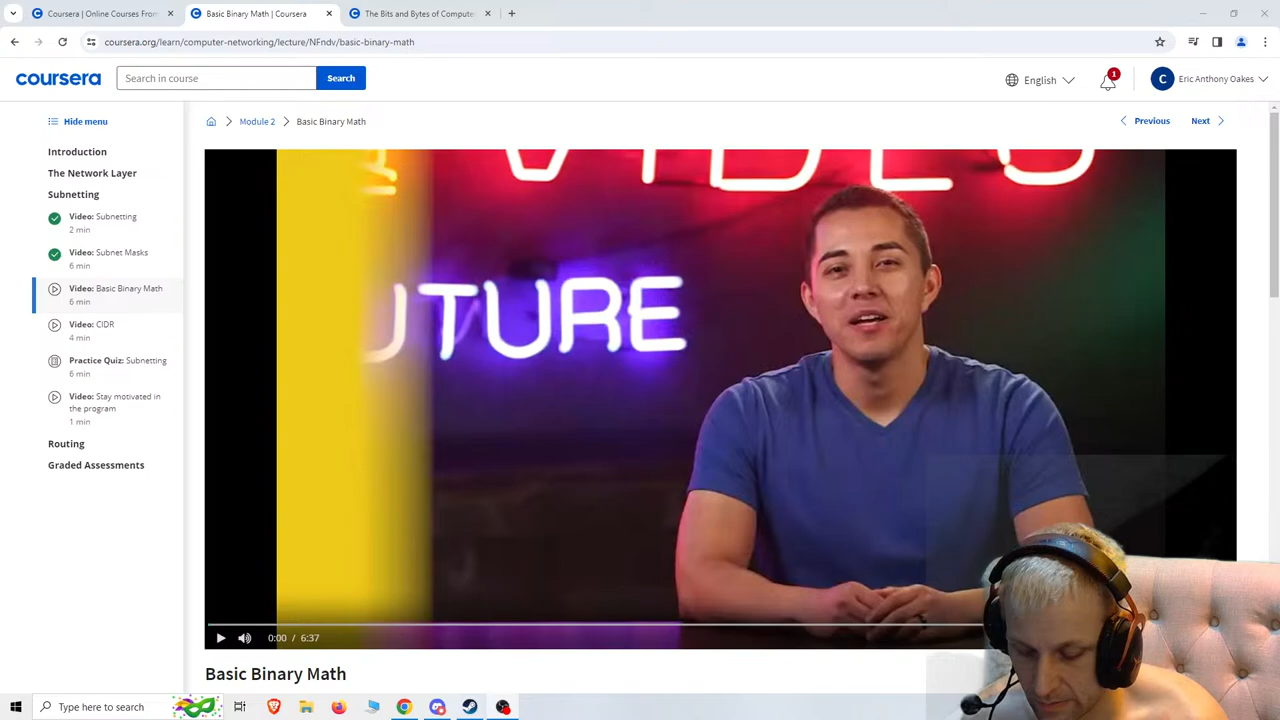 Coursera | Online Courses From
Basic Binary Math | Coursera
The Bits and Bytes of Compute
coursera.org/learn/computer-networking/lecture/NFndv/basic-binary-math
coursera
Search in course
Search
English
1
C
Eric Anthony Oakes
Hide menu
Module 2
Basic Binary Math
Previous
Next
Introduction
The Network Layer
Subnetting
Video: Subnetting
2 min
Video: Subnet Masks
6 min
Video: Basic Binary Math
6 min
Video: CIDR
4 min
Practice Quiz: Subnetting
6 min
Video: Stay motivated in
the program
1 min
Routing
Graded Assessments
VIDEO
UTURE
0:00 / 6:37
Basic Binary Math
Type here to search